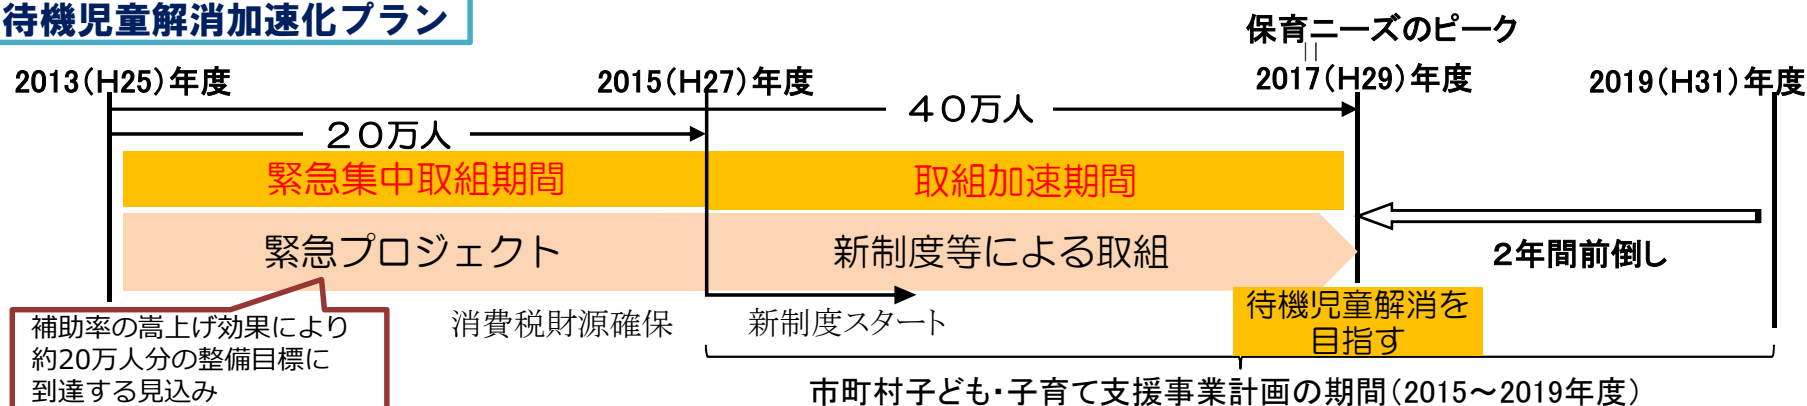 待機児童解消加速化プラン
保育ニーズのピーク
||
2013(H25)年度
2015(H27)年度
2017(H29)年度
2019(H31)年度
40万人
20万人
緊急集中取組期間
取組加速期間
緊急プロジェクト
新制度等による取組
2年間前倒し
補助率の嵩上げ効果により
約20万人分の整備目標に
到達する見込み
消費税財源確保
新制度スタート
待機児童解消を
目指す
市町村子ども・子育て支援事業計画の期間(2015～2019年度)